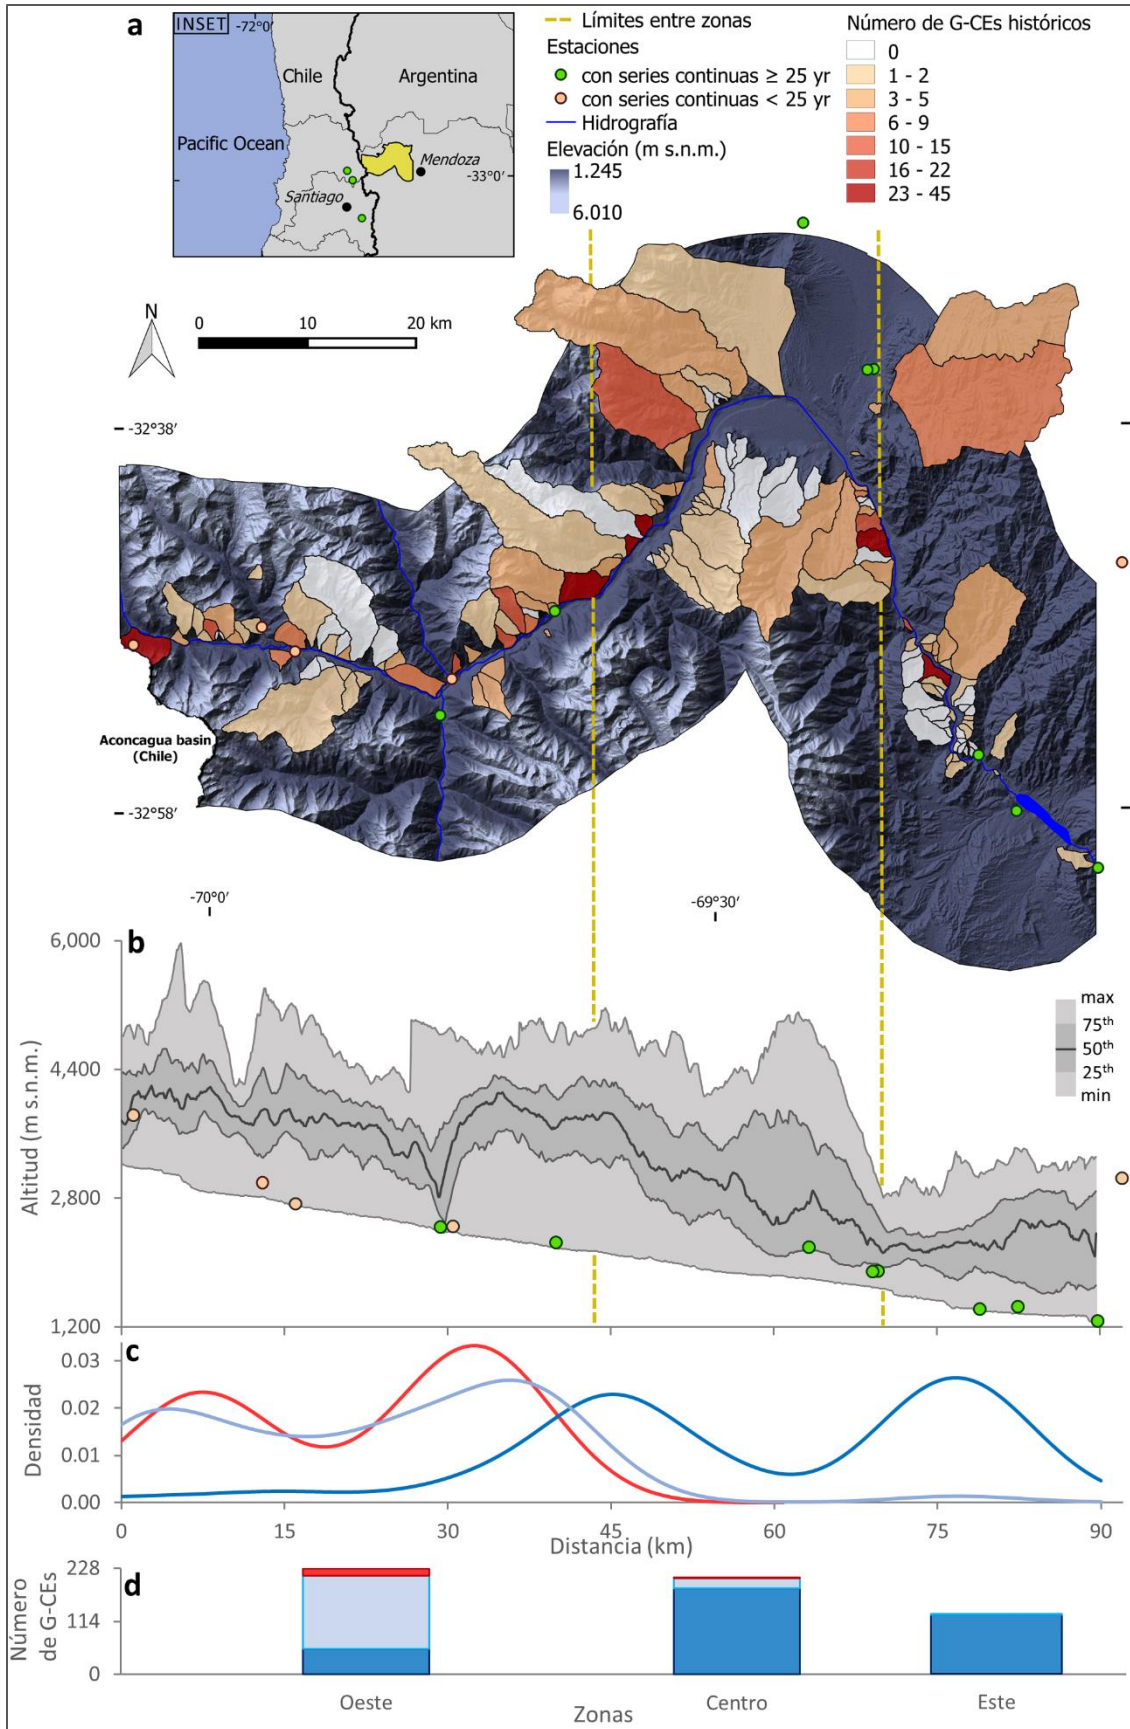 a
INSET
-72°0′
Chile
Argentina
Pacific Ocean
Mendoza
-33°0′
Santiago
Límites entre zonas
Estaciones
con series continuas ≥ 25 yr
con series continuas < 25 yr
Hidrografía
Elevación (m s.n.m.)
1.245
6.010
Número de G-CEs históricos
0
1 - 2
3 - 5
6 - 9
10 - 15
16 - 22
23 - 45
N
0 10 20 km
-32°38′
Aconcagua basin
(Chile)
-32°58′
-70°0′
-69°30′
b
6,000
4,400
2,800
1,200
Altitud (m s.n.m.)
max
75th
50th
25th
min
c
0.03
0.02
0.01
0.00
Densidad
0 15 30 45 60 75 90
Distancia (km)
d
228
114
0
Número
de G-CEs
Oeste Centro Este
Zonas